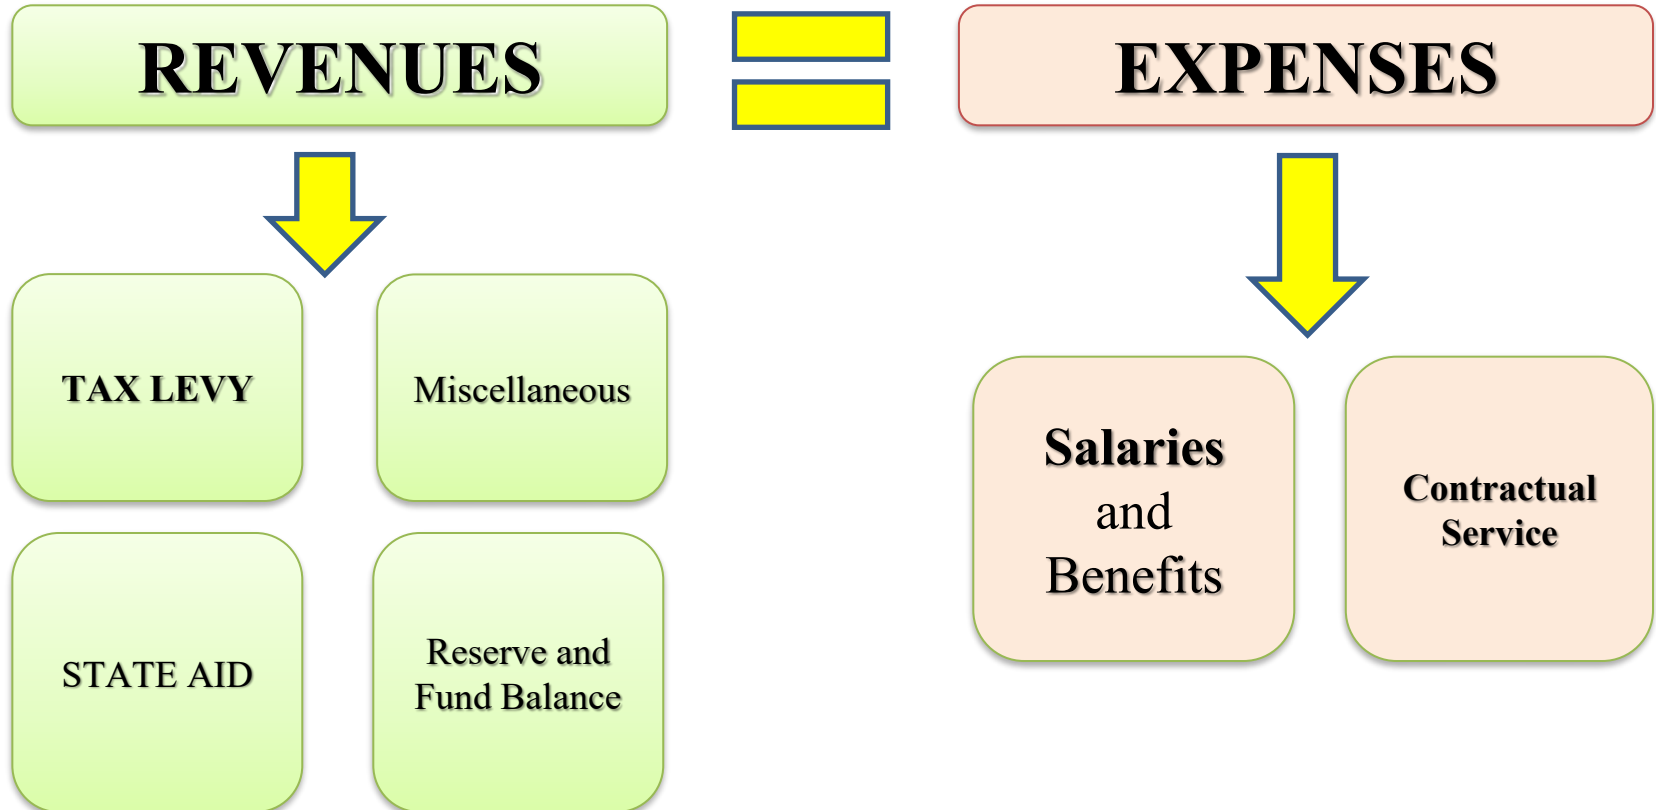 REVENUES
EXPENSES
TAX LEVY
Miscellaneous
STATE AID
Reserve and
Fund Balance
Salaries
and
Benefits
Contractual
Service